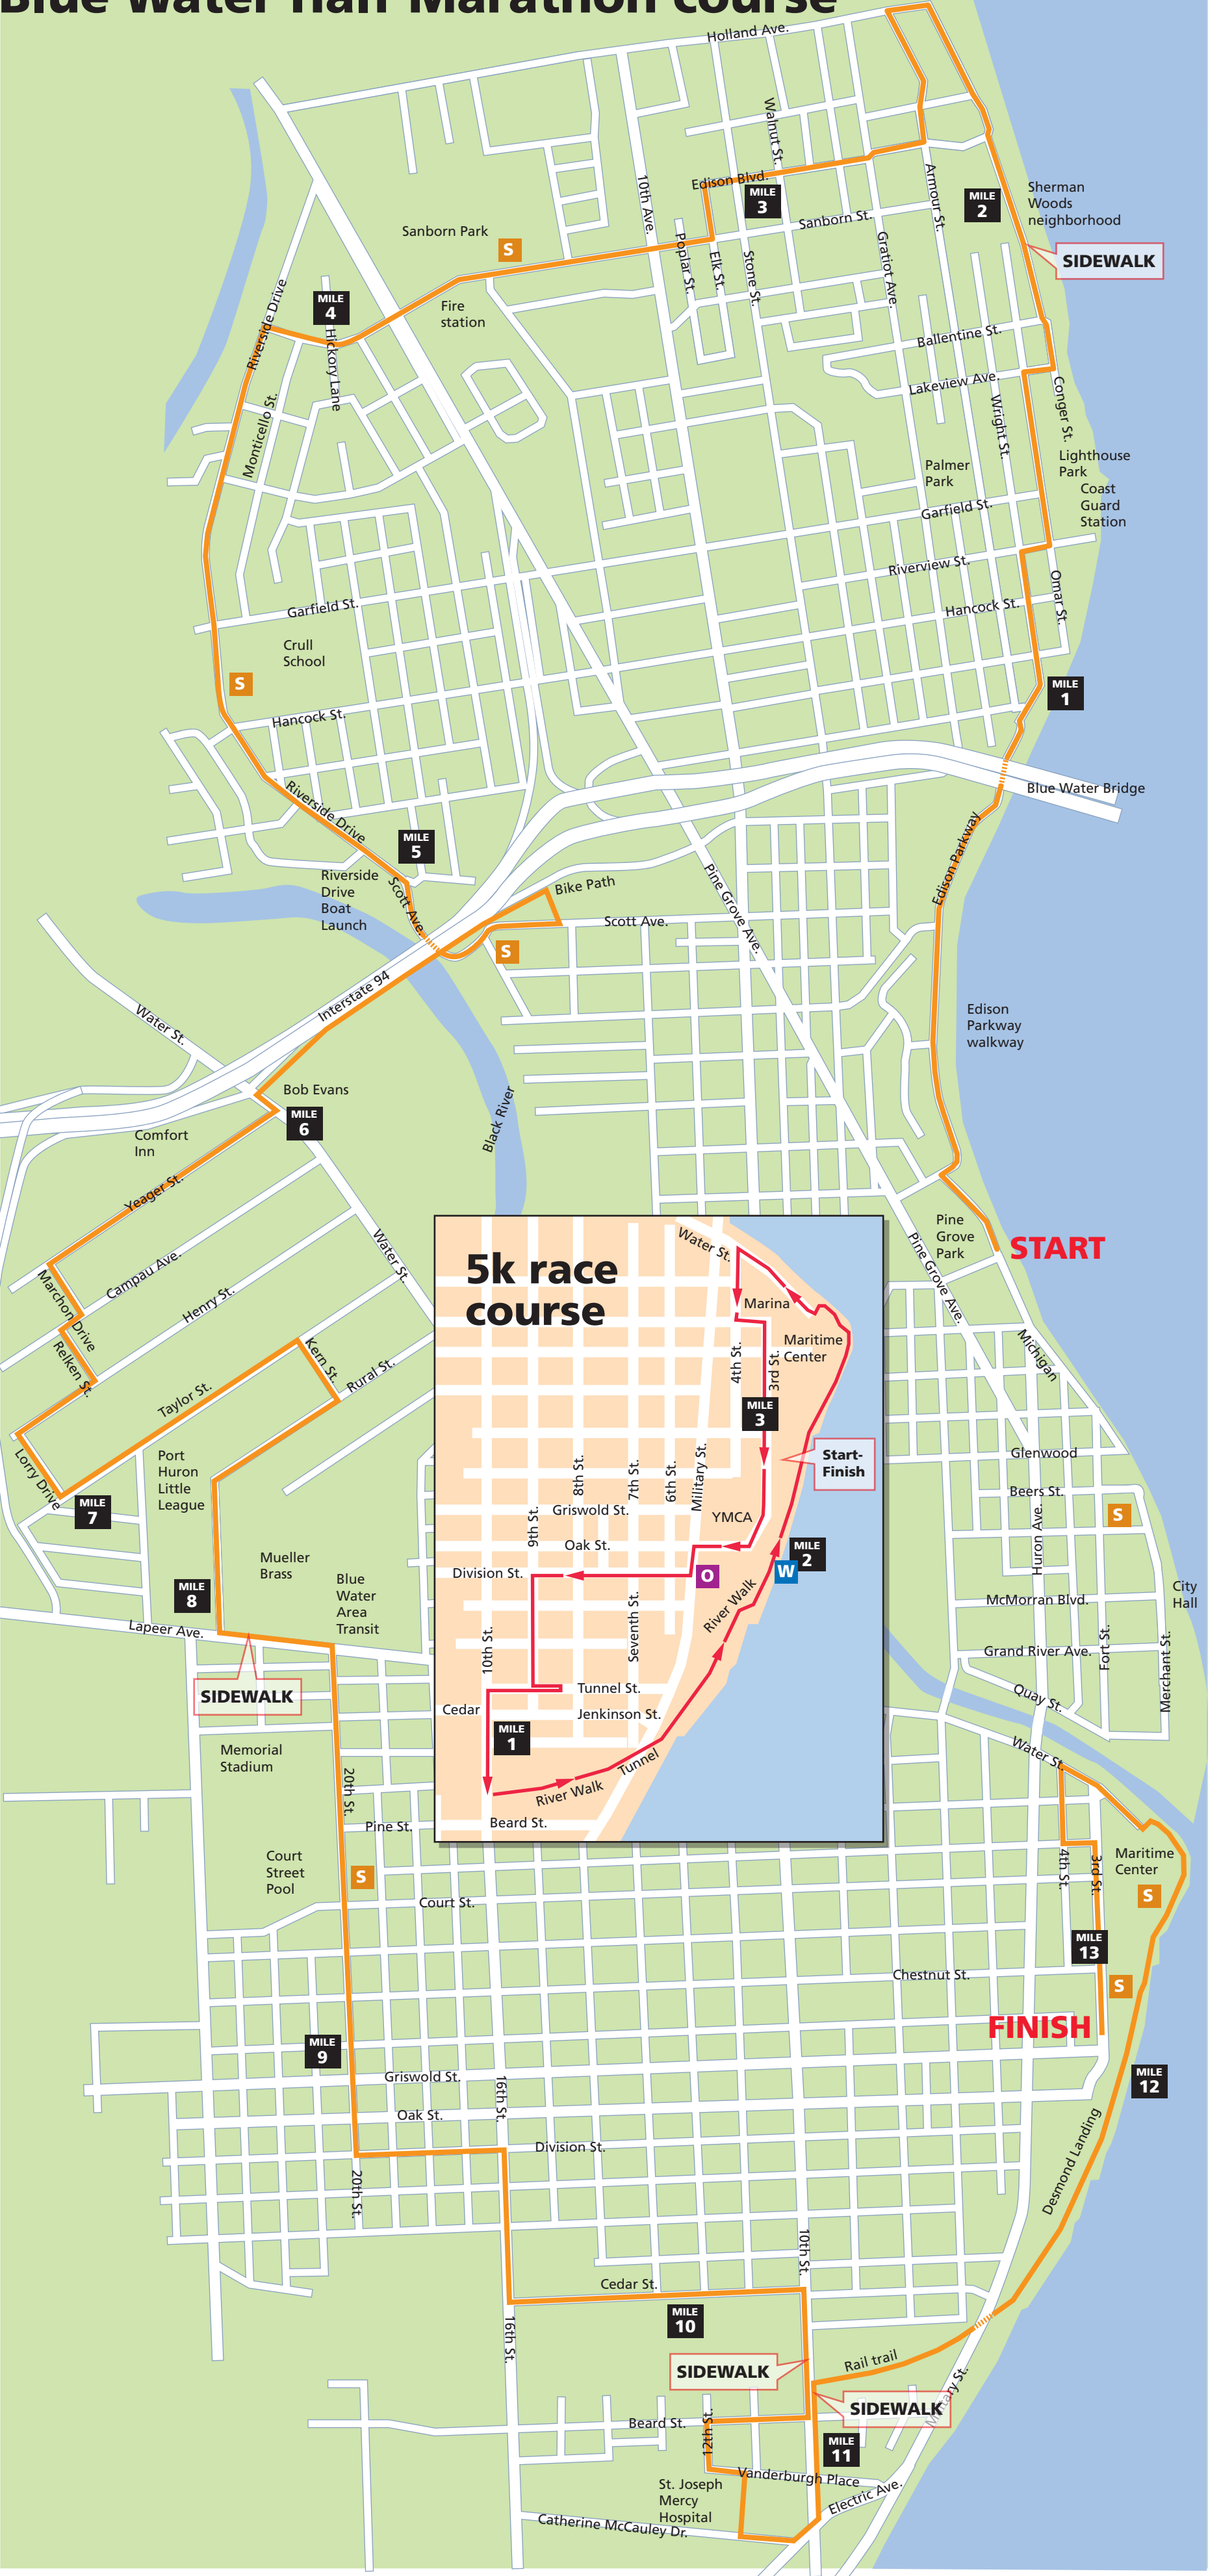 Blue Water Half Marathon course
Holland Ave.
Walnut St.
Edison Blvd.
MILE
3
10th Ave.
Armour St.
MILE
2
Sherman
Woods
neighborhood
SIDEWALK
Sanborn St.
Sanborn Park
S
Poplar St.
Elk St.
Stone St.
Gratiot Ave.
MILE
4
Fire
station
Riverside Drive
Hickory Lane
Ballentine St.
Lakeview Ave.
Conger St.
Wright St.
Monticello St.
Lighthouse
Park
Palmer
Park
Coast
Guard
Station
Garfield St.
Riverview St.
Omar St.
Hancock St.
Garfield St.
Crull
School
S
MILE
1
Hancock St.
Blue Water Bridge
Riverside Drive
Edison Parkway
MILE
5
Pine Grove Ave.
Riverside
Drive
Boat
Launch
Scott Ave.
Bike Path
Scott Ave.
S
Interstate 94
Water St.
Edison
Parkway
walkway
Bob Evans
MILE
6
Black River
Comfort
Inn
Yeager St.
Pine
Grove
Park
START
Pine Grove Ave.
Water St.
Campau Ave.
Marchon Drive
Henry St.
Relken St.
Kern St.
Rural St.
Taylor St.
Michigan
Glenwood
Beers St.
S
Huron Ave.
Lorry Drive
Port
Huron
Little
League
MILE
7
Mueller
Brass
MILE
8
Blue
Water
Area
Transit
Lapeer Ave.
City
Hall
McMorran Blvd.
Fort St.
Merchant St.
Grand River Ave.
Quay St.
SIDEWALK
Memorial
Stadium
Water St.
5k race
course
Water St.
Marina
Maritime
Center
4th St.
3rd St.
MILE
3
Start-
Finish
8th St.
7th St.
6th St.
Military St.
9th St.
Griswold St.
YMCA
Oak St.
MILE
2
Division St.
O
W
River Walk
10th St.
Seventh St.
Tunnel St.
Cedar
Jenkinson St.
MILE
1
Tunnel
River Walk
Beard St.
20th St.
Pine St.
Court
Street
Pool
S
Court St.
4th St.
3rd St.
Maritime
Center
S
MILE
13
Chestnut St.
S
FINISH
MILE
9
MILE
12
Griswold St.
16th St.
Oak St.
Division St.
20th St.
Desmond Landing
10th St.
Cedar St.
MILE
10
16th St.
SIDEWALK
Rail trail
SIDEWALK
Military St.
Beard St.
12th St.
MILE
11
Vanderburgh Place
St. Joseph
Mercy
Hospital
Electric Ave.
Catherine McCauley Dr.